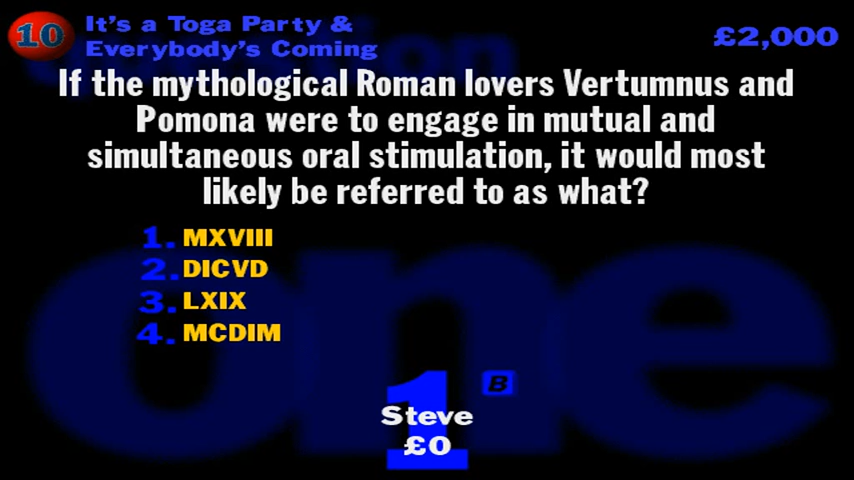 10
It's a Toga Party &
Everybody's Coming
£2,000
If the mythological Roman lovers Vertumnus and
Pomona were to engage in mutual and
simultaneous oral stimulation, it would most
likely be referred to as what?
1. MXVIII
2. DICVD
3. LXIX
4. MCDIM
one
1
B
Steve
£0